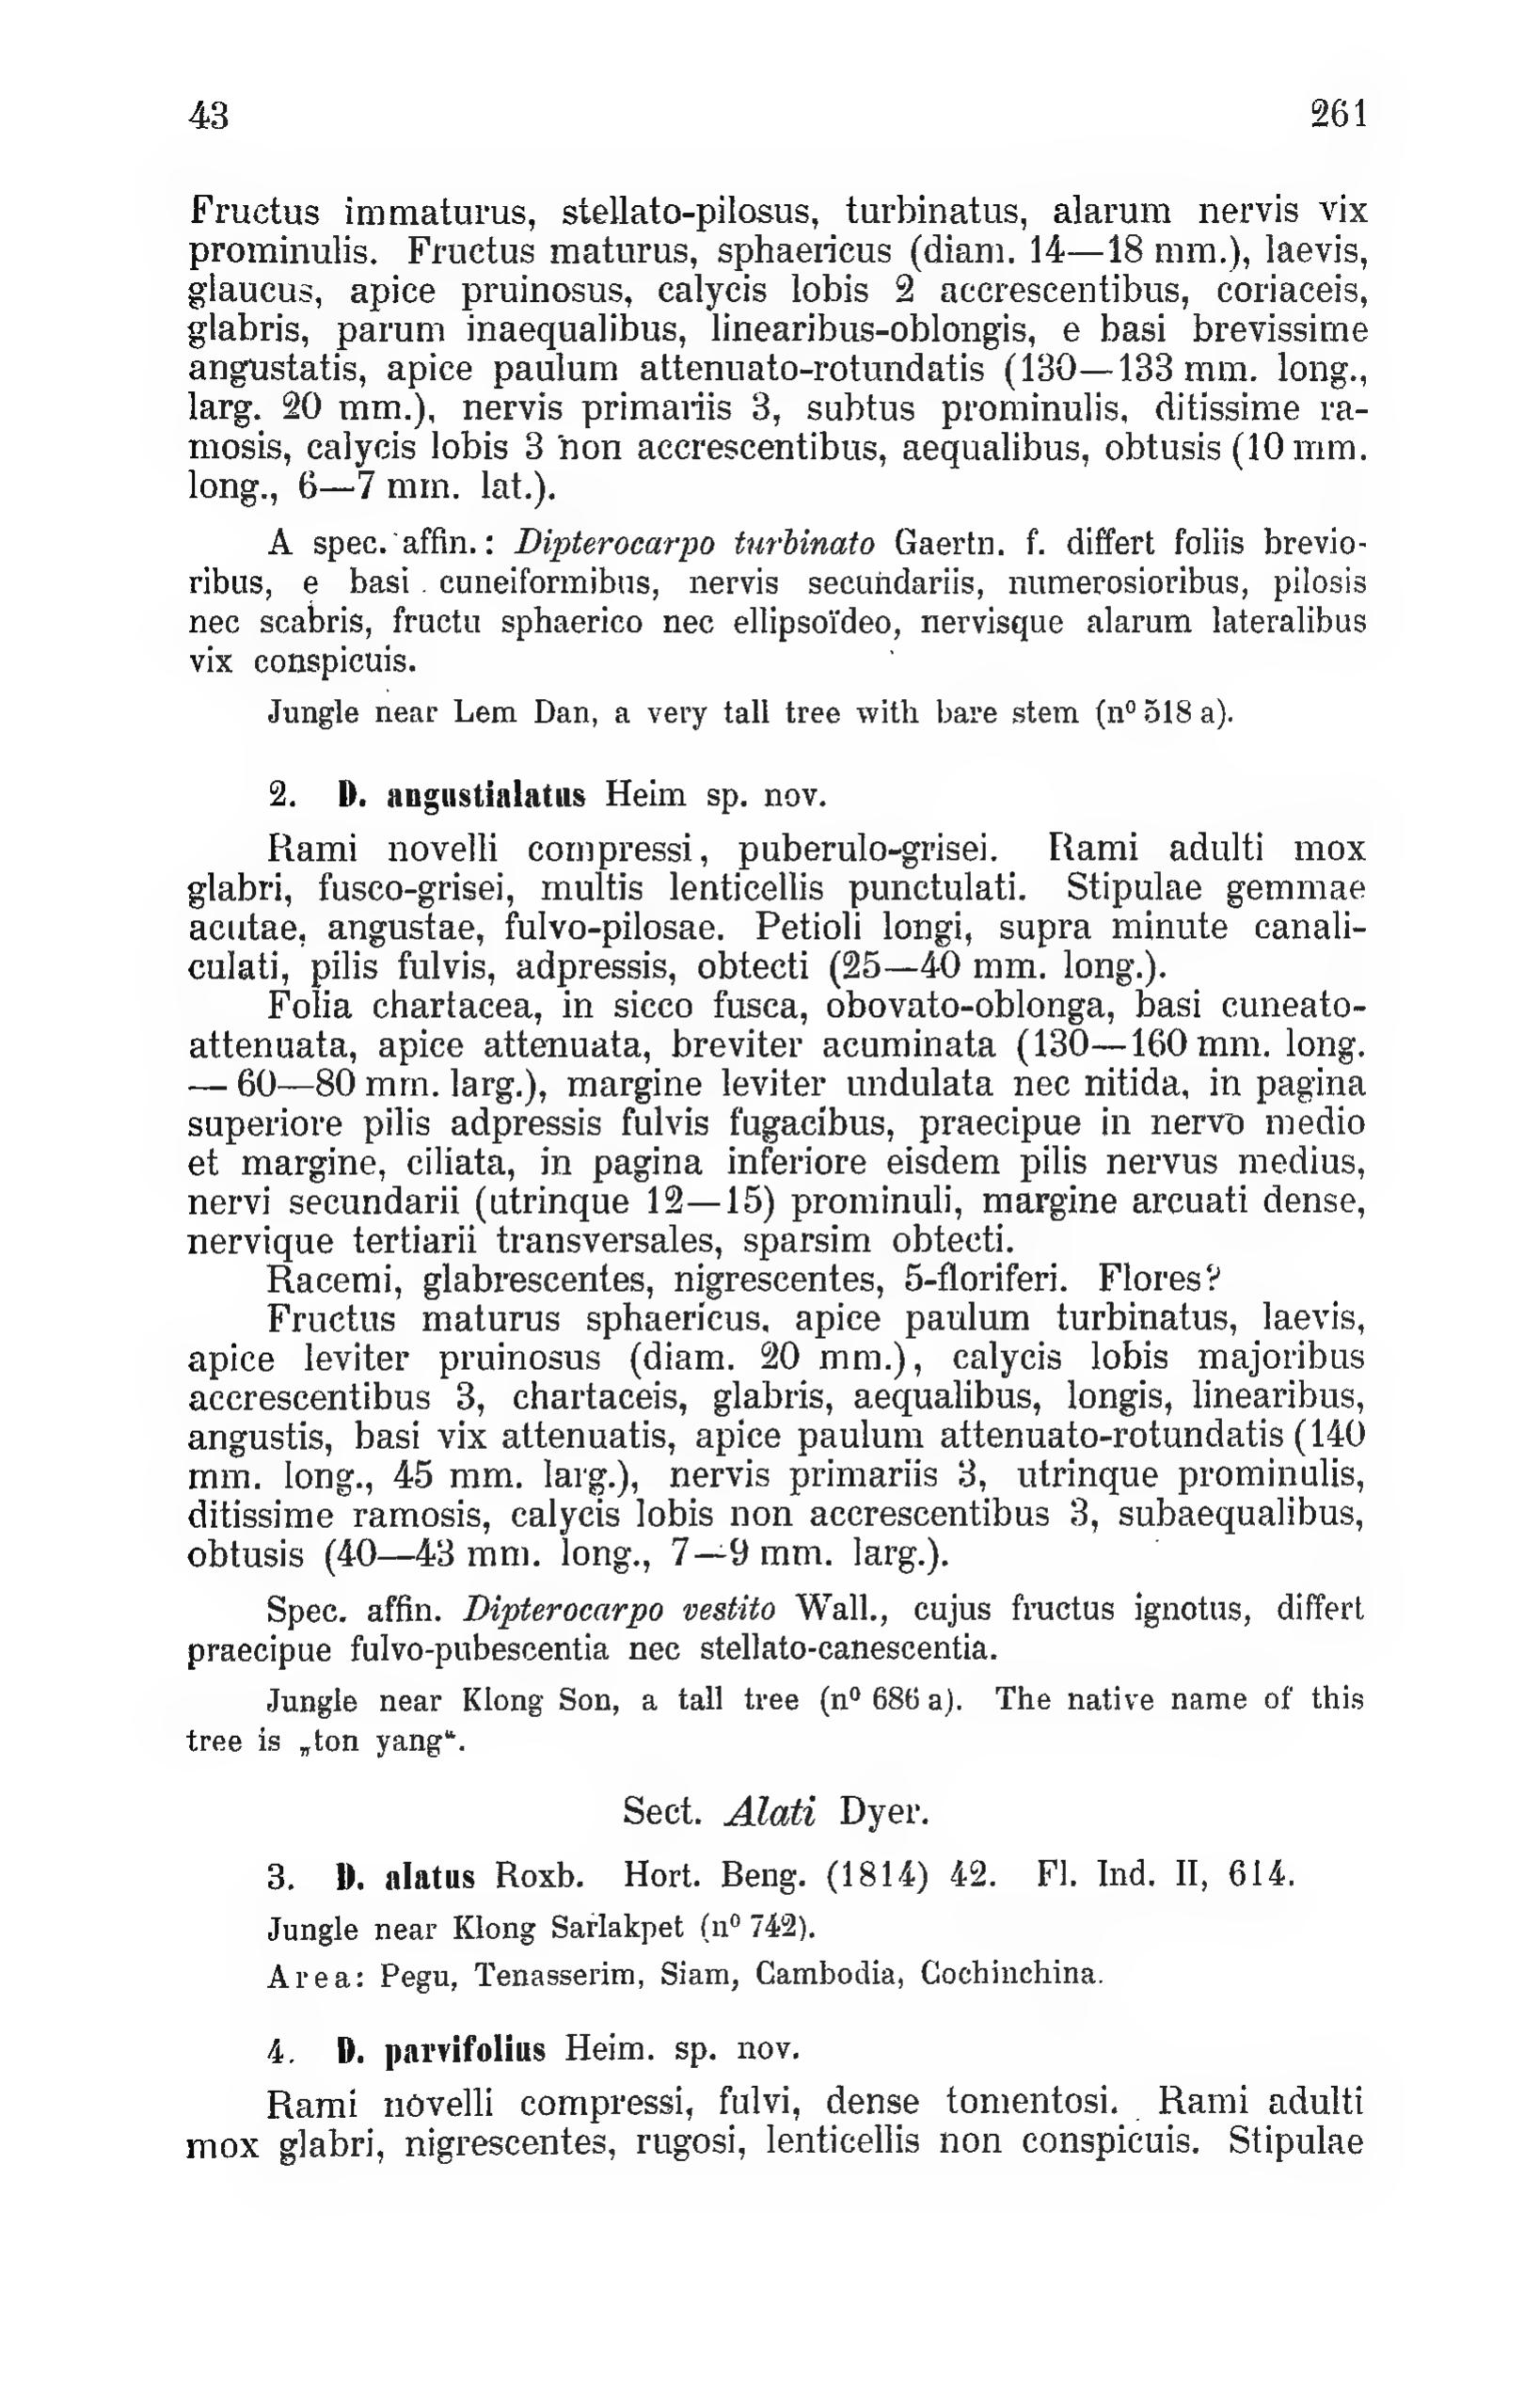 43 261
Fructus immaturus, stellato-pilosus, turbinatus, alarum nervis vix
prominulis. Fructus maturus, sphaericus (diam. 14—18 mm.), laevis,
glaucus, apice pruinosus, calycis lobis 2 accrescentibus, coriaceis,
glabris, parum inaequalibus, linearibus-oblongis, e basi brevissime
angustatis, apice paulum attenuato-rotundatis (130—133 mm. long.,
larg. 20 mm.), nervis primariis 3, subtus prominulis, ditissime ra-
mosis, calycis lobis 3 non accrescentibus, aequalibus, obtusis (10 mm.
long., 6—7 mm. lat.).
A spec. affin.: Dipterocarpo turbinato Gaertn. f. differt foliis brevio-
ribus, e basi cuneiformibus, nervis secundariis, numerosioribus, pilosis
nec scabris, fructu sphaerico nec ellipsoïdeo, nervisque alarum lateralibus
vix conspicuis.
Jungle near Lem Dan, a very tall tree with bare stem (n⁰ 518 a).
2. D. angustialatus Heim sp. nov.
Rami novelli compressi, puberulo-grisei. Rami adulti mox
glabri, fusco-grisei, multis lenticellis punctulati. Stipulae gemmae
acutae, angustae, fulvo-pilosae. Petioli longi, supra minute canali-
culati, pilis fulvis, adpressis, obtecti (25—40 mm. long.).
Folia chartacea, in sicco fusca, obovato-oblonga, basi cuneato-
attenuata, apice attenuata, breviter acuminata (130—160 mm. long.
— 60—80 mm. larg.), margine leviter undulata nec nitida, in pagina
superiore pilis adpressis fulvis fugacibus, praecipue in nervo medio
et margine, ciliata, in pagina inferiore eisdem pilis nervus medius,
nervi secundarii (utrinque 12—15) prominuli, margine arcuati dense,
nervique tertiarii transversales, sparsim obtecti.
Racemi, glabrescentes, nigrescentes, 5-floriferi. Flores?
Fructus maturus sphaericus, apice paulum turbinatus, laevis,
apice leviter pruinosus (diam. 20 mm.), calycis lobis majoribus
accrescentibus 3, chartaceis, glabris, aequalibus, longis, linearibus,
angustis, basi vix attenuatis, apice paulum attenuato-rotundatis (140
mm. long., 45 mm. larg.), nervis primariis 3, utrinque prominulis,
ditissime ramosis, calycis lobis non accrescentibus 3, subaequalibus,
obtusis (40—43 mm. long., 7—9 mm. larg.).
Spec. affin. Dipterocarpo vestito Wall., cujus fructus ignotus, differt
praecipue fulvo-pubescentia nec stellato-canescentia.
Jungle near Klong Son, a tall tree (n⁰ 686 a). The native name of this
tree is „ton yang“.
Sect. Alati Dyer.
3. D. alatus Roxb. Hort. Beng. (1814) 42. Fl. Ind. II, 614.
Jungle near Klong Sarlakpet (n⁰ 742).
Area: Pegu, Tenasserim, Siam, Cambodia, Cochinchina.
4. D. parvifolius Heim. sp. nov.
Rami novelli compressi, fulvi, dense tomentosi. Rami adulti
mox glabri, nigrescentes, rugosi, lenticellis non conspicuis. Stipulae